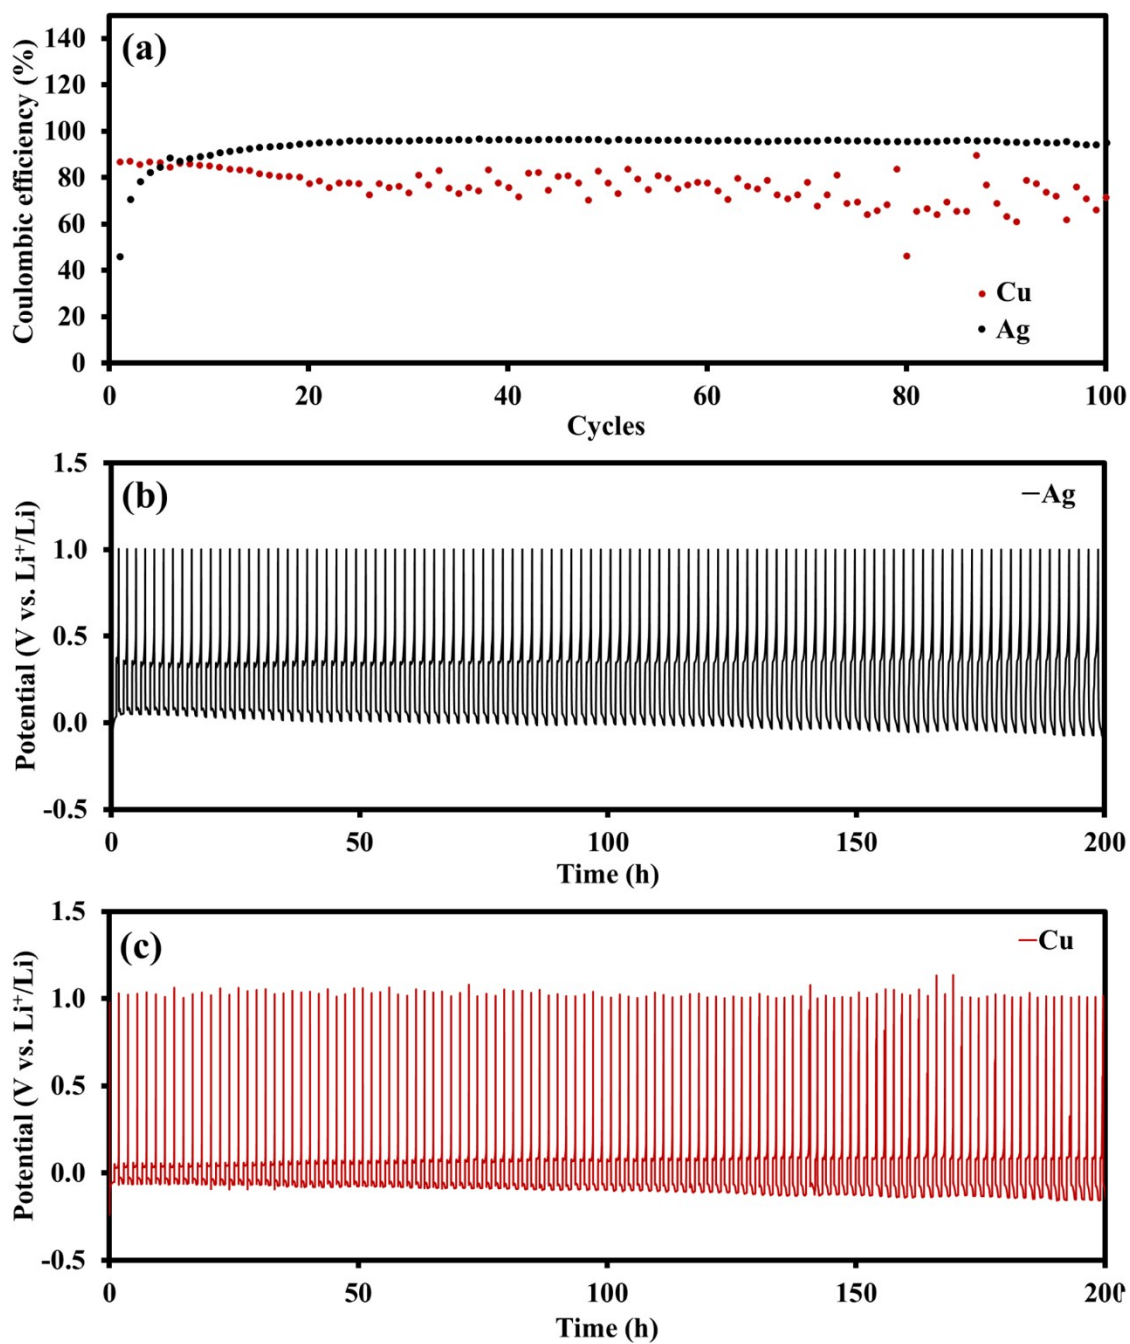 (a)
Coulombic efficiency (%)
140
120
100
80
60
40
20
0
Cu
Ag
0 20 40 60 80 100
Cycles
(b)
Ag
Potential (V vs. Li⁺/Li)
1.5
1.0
0.5
0.0
-0.5
0 50 100 150 200
Time (h)
(c)
Cu
Potential (V vs. Li⁺/Li)
1.5
1.0
0.5
0.0
-0.5
0 50 100 150 200
Time (h)